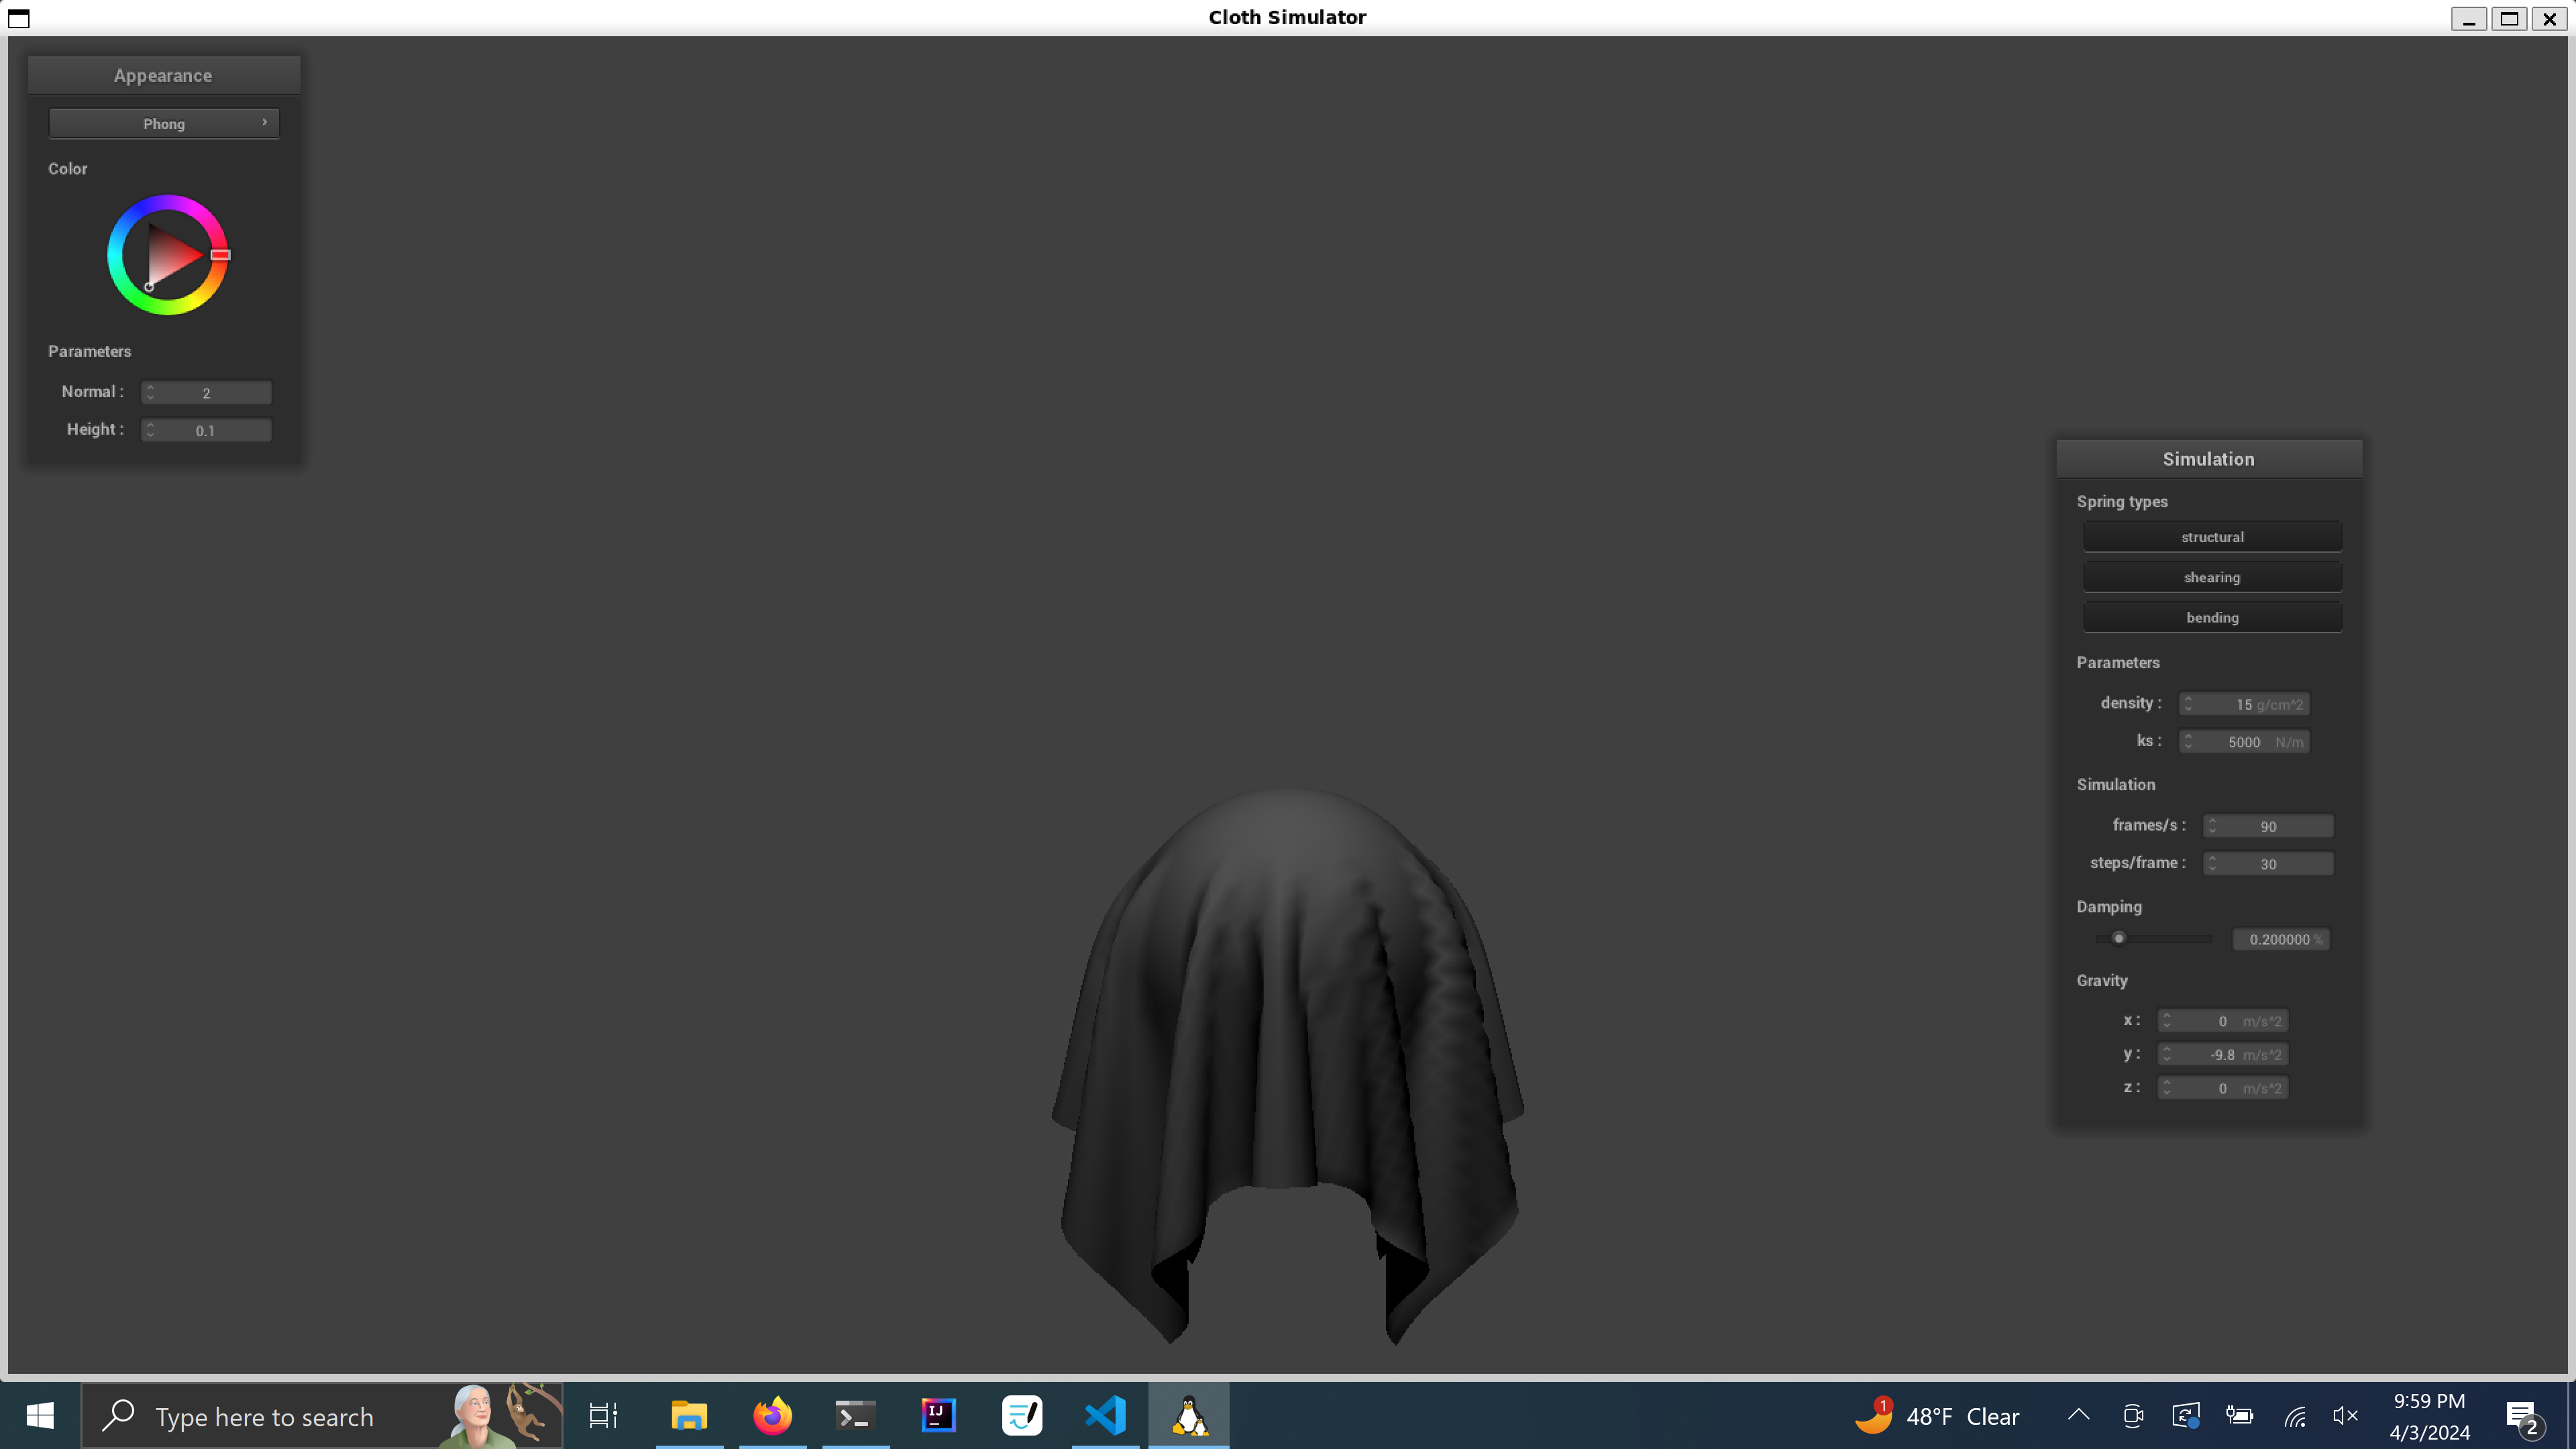 Cloth Simulator
Appearance
Phong
Color
Parameters
Normal : 2
Height : 0.1
Simulation
Spring types
structural
shearing
bending
Parameters
density : 15 g/cm^2
ks : 5000 N/m
Simulation
frames/s : 90
steps/frame : 30
Damping
0.200000 %
Gravity
x : 0 m/s^2
y : -9.8 m/s^2
z : 0 m/s^2
Type here to search
IJ
1
48°F Clear
9:59 PM
4/3/2024
2